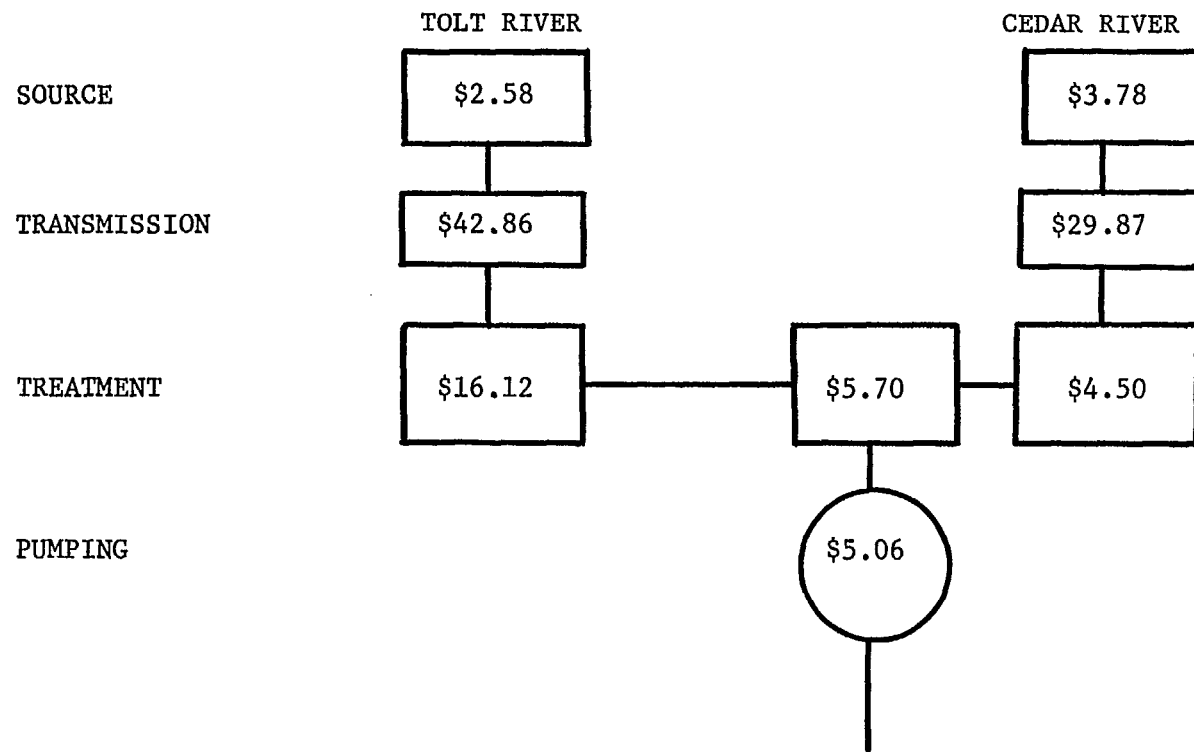 TOLT RIVER CEDAR RIVER
SOURCE $2.58 $3.78
TRANSMISSION $42.86 $29.87
TREATMENT $16.12 $5.70 $4.50
PUMPING $5.06